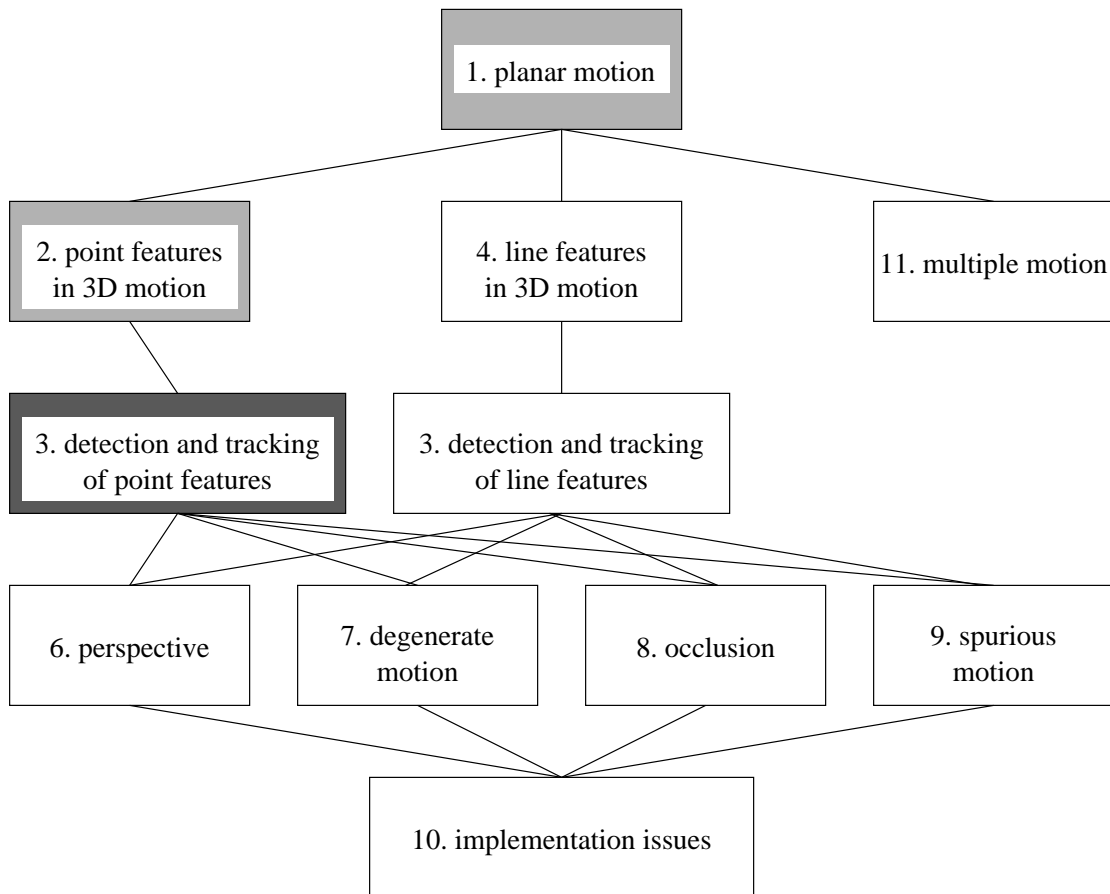 1. planar motion
2. point features
in 3D motion
4. line features
in 3D motion
11. multiple motion
3. detection and tracking
of point features
3. detection and tracking
of line features
6. perspective
7. degenerate
motion
8. occlusion
9. spurious
motion
10. implementation issues